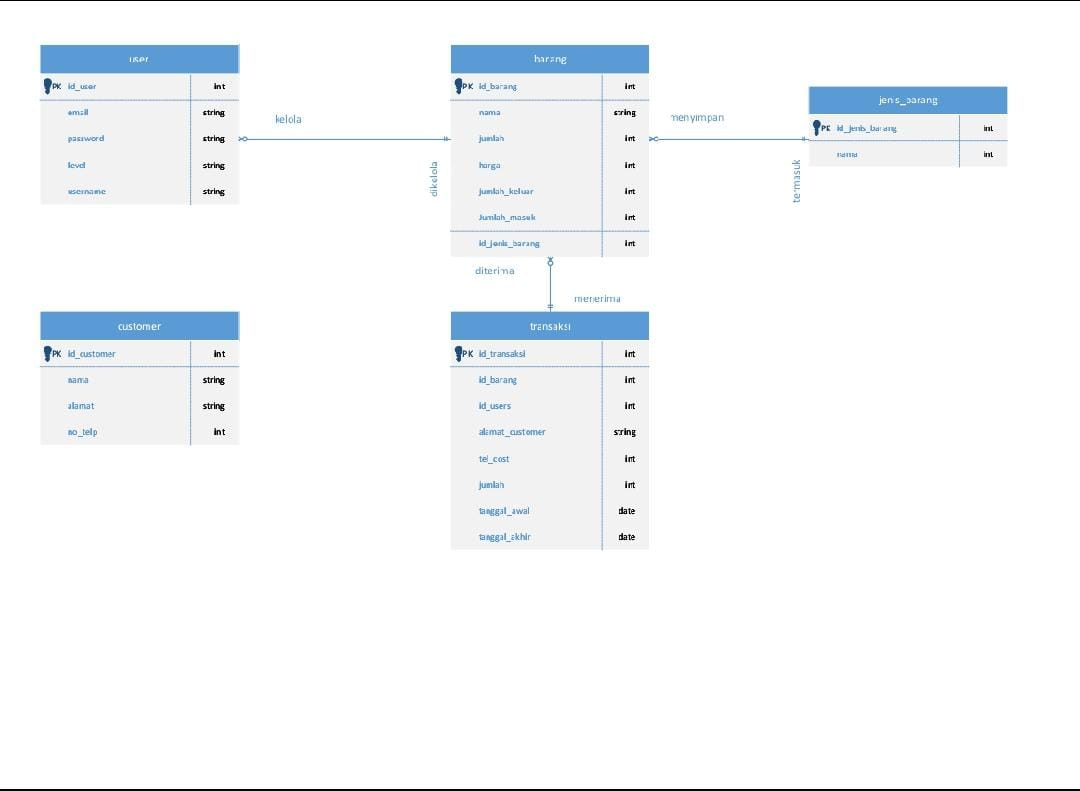 user
PK id_user int
email string
password string
level string
username string
kelola
dikelola
barang
PK id_barang int
nama string
jumlah int
harga int
jumlah_keluar int
Jumlah_masuk int
id_jenis_barang int
menyimpan
termasuk
jenis_barang
PK id_jenis_barang int
nama int
diterima
menerima
customer
PK id_customer int
nama string
alamat string
no_telp int
transaksi
PK id_transaksi int
id_barang int
id_users int
alamat_customer string
tel_cost int
jumlah int
tanggal_awal date
tanggal_akhir date